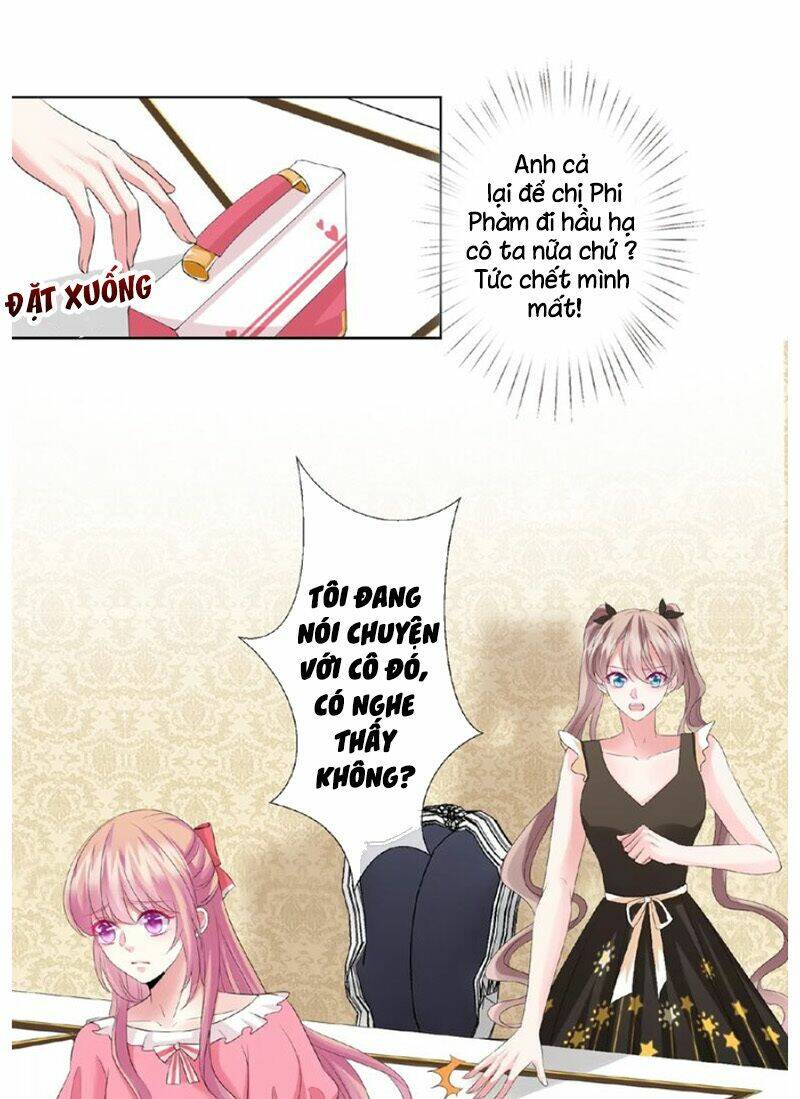 Anh cả
lại để chị Phi
Phàm đi hầu hạ
cô ta nữa chứ ?
Tức chết mình
mất!
ĐẶT XUỐNG
TÔI ĐANG
NÓI CHUYỆN
VỚI CÔ ĐÓ,
CÓ NGHE
THẤY
KHÔNG?